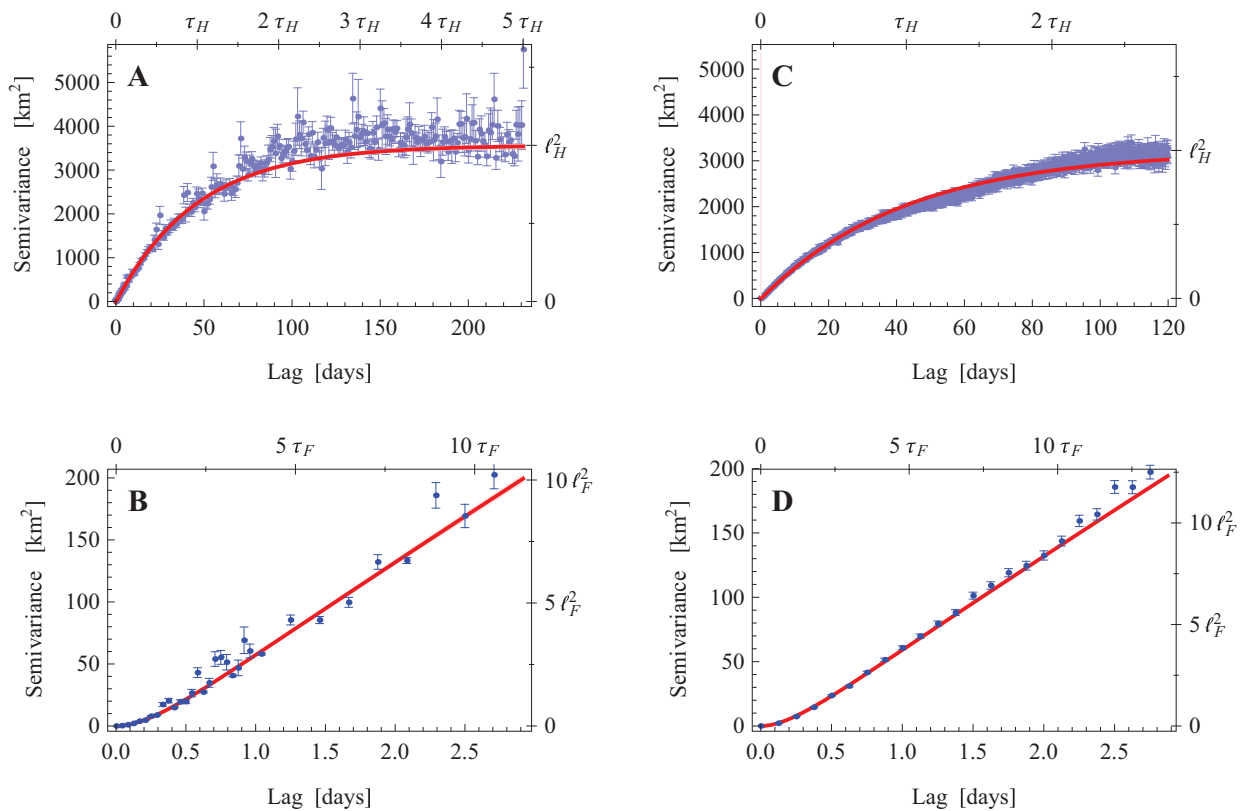 0 τ_H 2 τ_H 3 τ_H 4 τ_H 5 τ_H
A
Semivariance [km²]
5000
4000
3000
2000
1000
0
ℓ²_H
0
0 50 100 150 200
Lag [days]
0 τ_H 2 τ_H
C
Semivariance [km²]
5000
4000
3000
2000
1000
0
ℓ²_H
0
0 20 40 60 80 100 120
Lag [days]
0 5 τ_F 10 τ_F
B
Semivariance [km²]
200
150
100
50
0
10 ℓ²_F
5 ℓ²_F
0
0.0 0.5 1.0 1.5 2.0 2.5
Lag [days]
0 5 τ_F 10 τ_F
D
Semivariance [km²]
200
150
100
50
0
10 ℓ²_F
5 ℓ²_F
0
0.0 0.5 1.0 1.5 2.0 2.5
Lag [days]